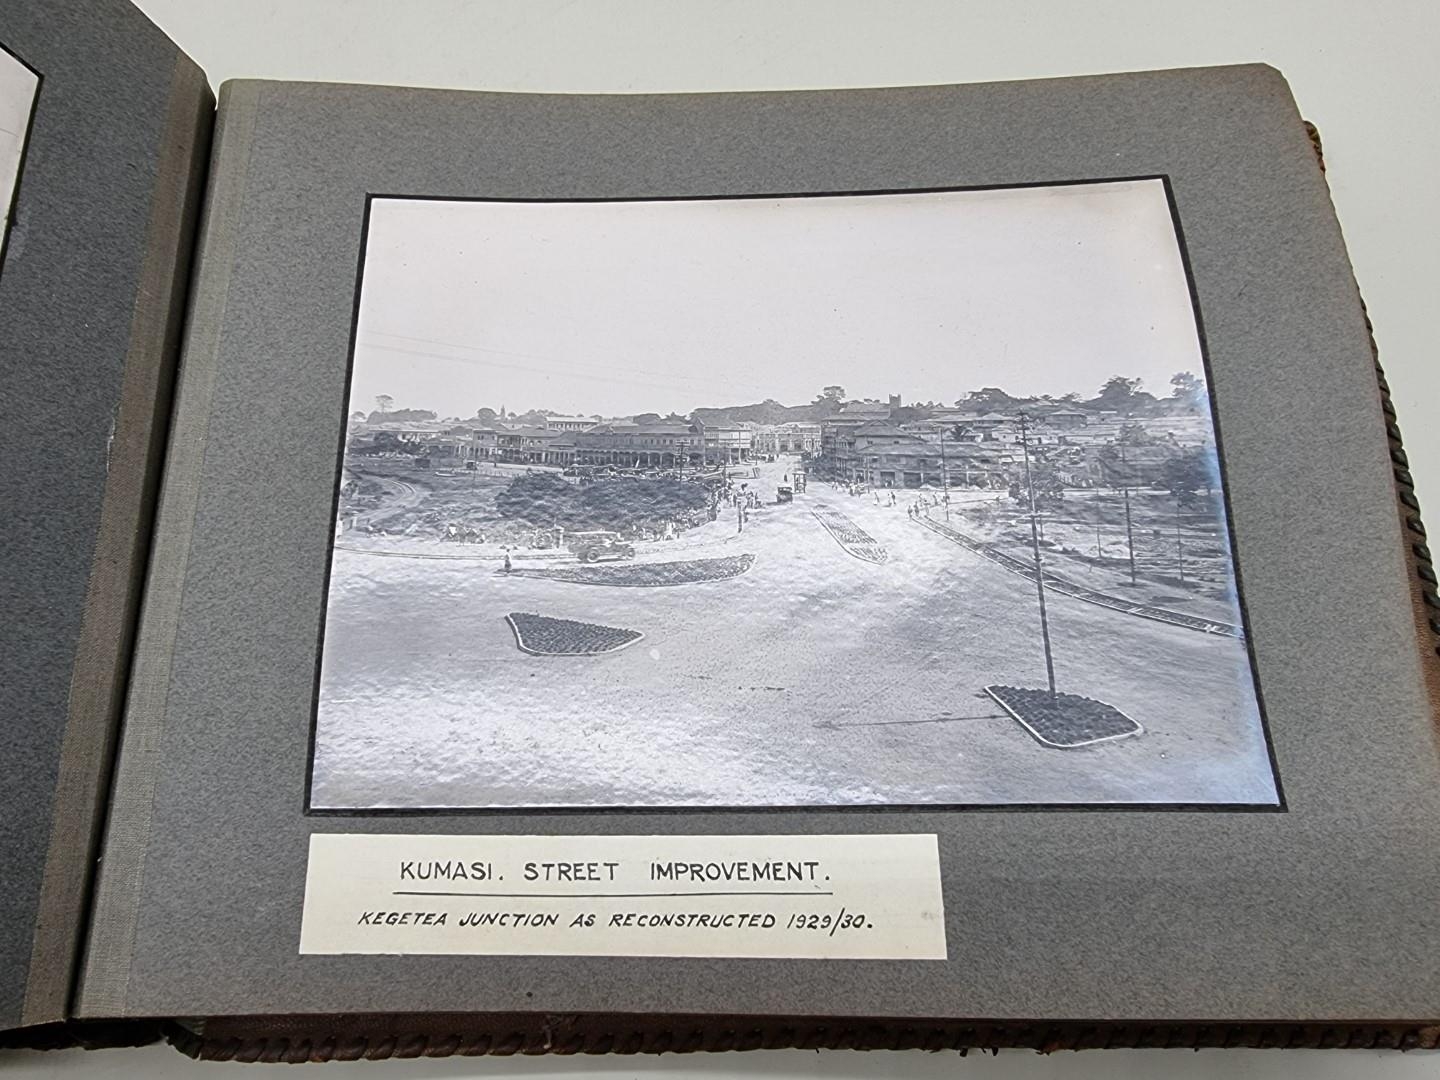 KUMASI. STREET IMPROVEMENT.
KEGETEA JUNCTION AS RECONSTRUCTED 1929/30.